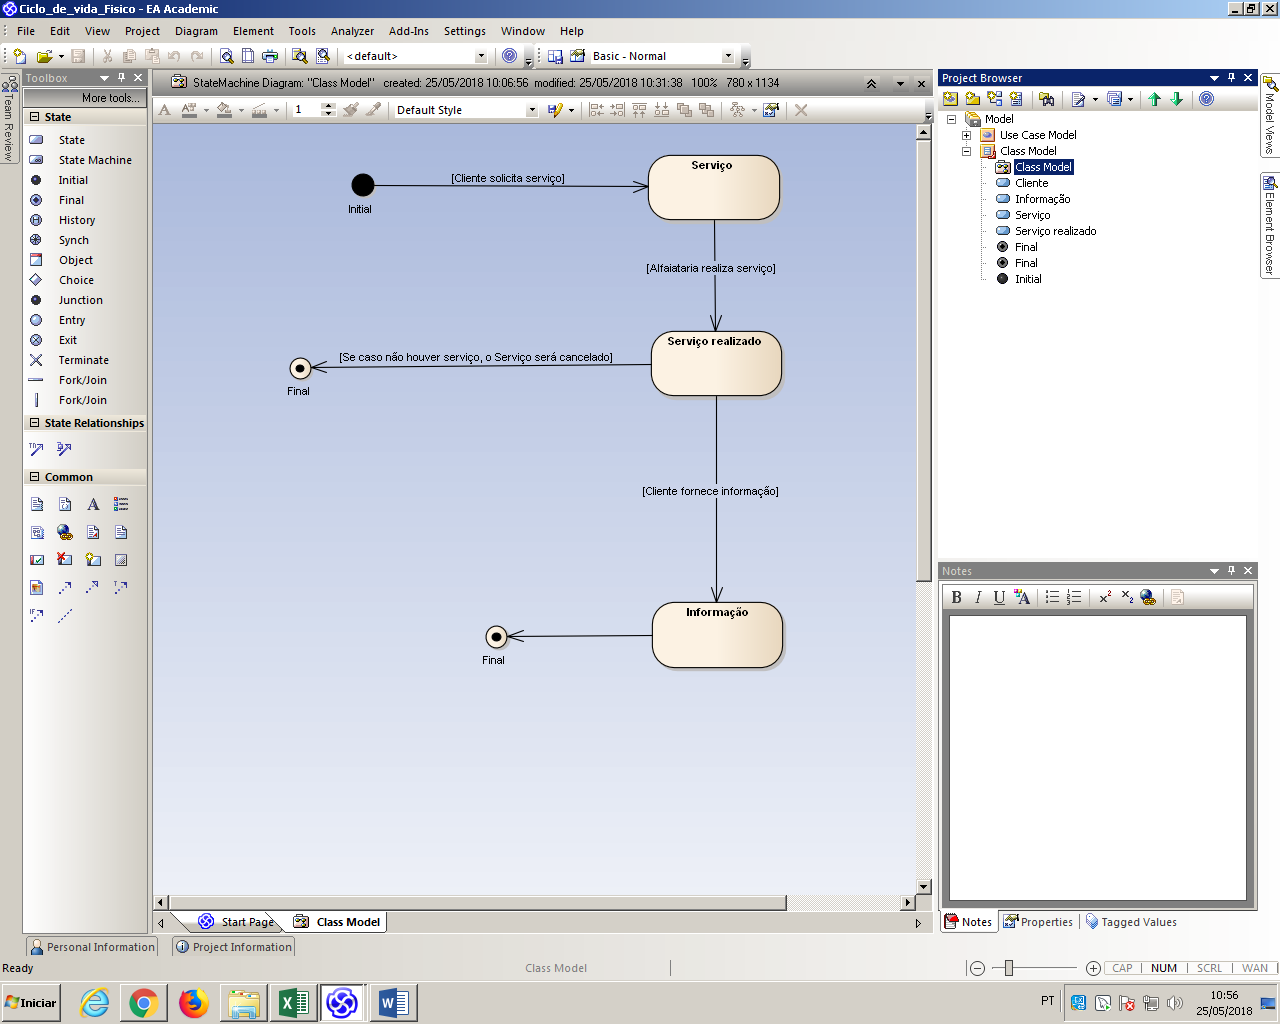 Ciclo_de_vida_Fisico - EA Academic
File Edit View Project Diagram Element Tools Analyzer Add-Ins Settings Window Help
<default> Basic - Normal
Toolbox
More tools...
State
State
State Machine
Initial
Final
History
Synch
Object
Choice
Junction
Entry
Exit
Terminate
Fork/Join
Fork/Join
State Relationships
Common
Team Review
StateMachine Diagram: "Class Model" created: 25/05/2018 10:06:56 modified: 25/05/2018 10:31:38 100% 780 x 1134
1 Default Style
[Cliente solicita serviço]
Serviço
Initial
[Alfaiataria realiza serviço]
[Se caso não houver serviço, o Serviço será cancelado]
Serviço realizado
Final
[Cliente fornece informação]
Informação
Final
Start Page Class Model
Project Browser
Model
Use Case Model
Class Model
Class Model
Cliente
Informação
Serviço
Serviço realizado
Final
Final
Initial
Model Views
Element Browser
Notes
B I U A x² x₂
Notes Properties Tagged Values
Personal Information Project Information
Ready Class Model CAP NUM SCRL WAN
Iniciar PT 10:56
25/05/2018